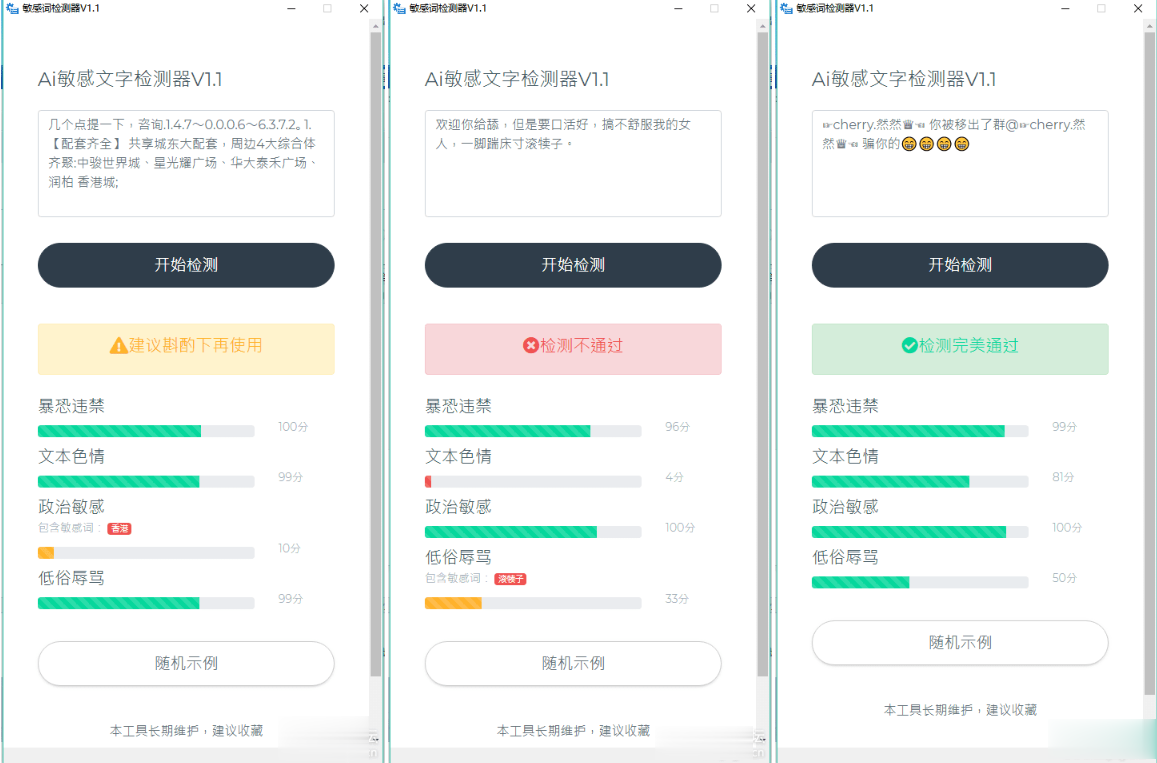 敏感词检测器V1.1
Ai敏感文字检测器V1.1
几个点提一下，咨询.1.4.7～0.0.0.6～6.3.7.2。1.
【配套齐全】 共享城东大配套，周边4大综合体
齐聚:中骏世界城、星光耀广场、华大泰禾广场、
润柏 香港城;
开始检测
建议斟酌下再使用
暴恐违禁
100分
文本色情
99分
政治敏感
包含敏感词： 香港
10分
低俗辱骂
99分
随机示例
本工具长期维护，建议收藏
敏感词检测器V1.1
Ai敏感文字检测器V1.1
欢迎你给舔，但是要口活好，搞不舒服我的女
人，一脚踹床寸滚犊子。
开始检测
检测不通过
暴恐违禁
96分
文本色情
4分
政治敏感
100分
低俗辱骂
包含敏感词： 滚犊子
33分
随机示例
本工具长期维护，建议收藏
敏感词检测器V1.1
Ai敏感文字检测器V1.1
☞cherry.然然♛☜ 你被移出了群@☞cherry.然
然♛☜ 骗你的😁😁😁😁
开始检测
检测完美通过
暴恐违禁
99分
文本色情
81分
政治敏感
100分
低俗辱骂
50分
随机示例
本工具长期维护，建议收藏